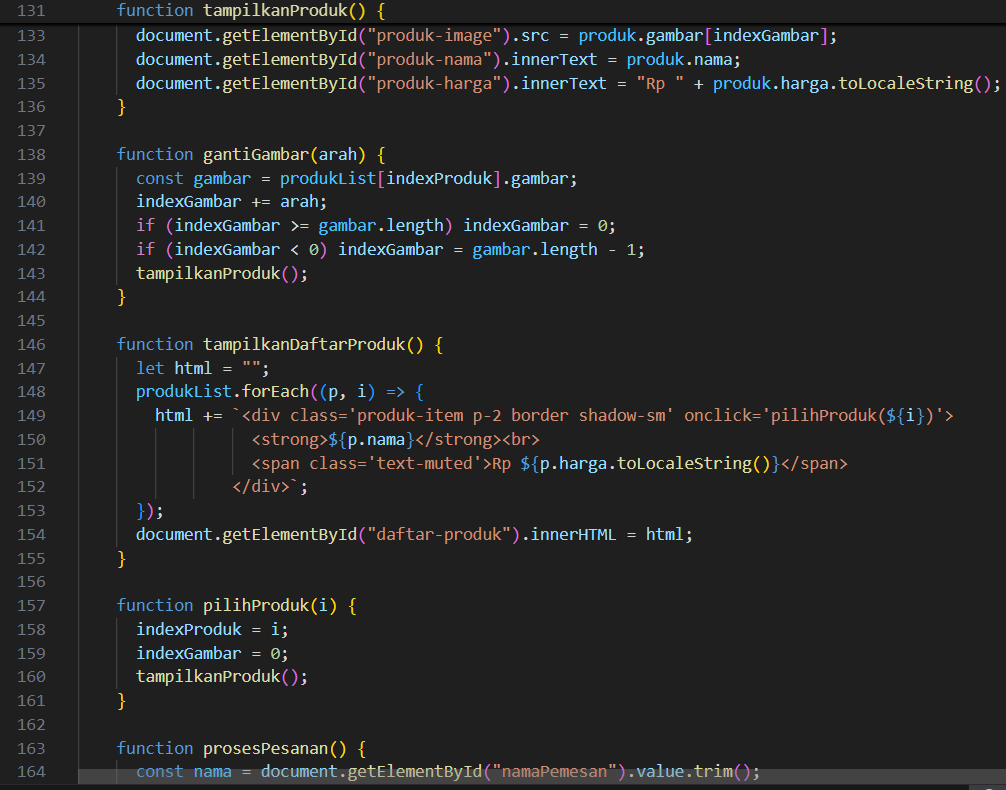 131 function tampilkanProduk() {
133 document.getElementById("produk-image").src = produk.gambar[indexGambar];
134 document.getElementById("produk-nama").innerText = produk.nama;
135 document.getElementById("produk-harga").innerText = "Rp " + produk.harga.toLocaleString();
136 }
137
138 function gantiGambar(arah) {
139 const gambar = produkList[indexProduk].gambar;
140 indexGambar += arah;
141 if (indexGambar >= gambar.length) indexGambar = 0;
142 if (indexGambar < 0) indexGambar = gambar.length - 1;
143 tampilkanProduk();
144 }
145
146 function tampilkanDaftarProduk() {
147 let html = "";
148 produkList.forEach((p, i) => {
149 html += `<div class='produk-item p-2 border shadow-sm' onclick='pilihProduk(${i})'>
150 <strong>${p.nama}</strong><br>
151 <span class='text-muted'>Rp ${p.harga.toLocaleString()}</span>
152 </div>`;
153 });
154 document.getElementById("daftar-produk").innerHTML = html;
155 }
156
157 function pilihProduk(i) {
158 indexProduk = i;
159 indexGambar = 0;
160 tampilkanProduk();
161 }
162
163 function prosesPesanan() {
164 const nama = document.getElementById("namaPemesan").value.trim();